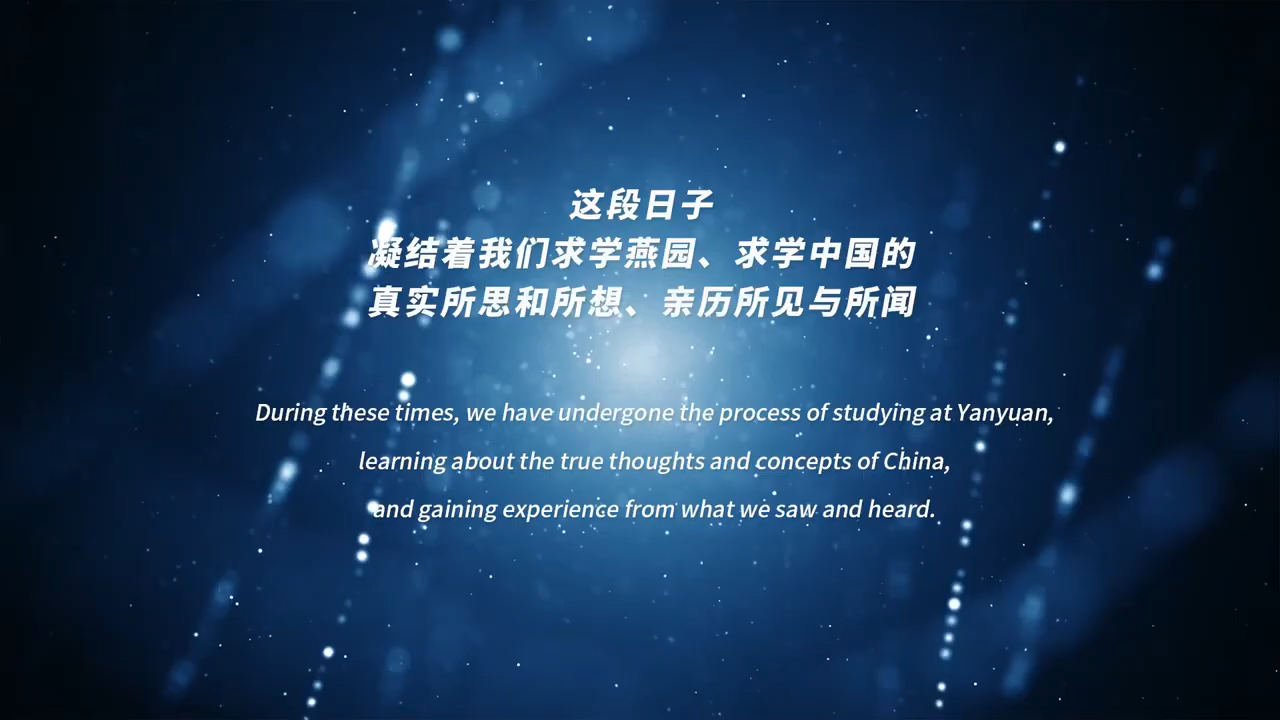 这段日子
凝结着我们求学燕园、求学中国的
真实所思和所想、亲历所见与所闻
During these times, we have undergone the process of studying at Yanyuan,
learning about the true thoughts and concepts of China,
and gaining experience from what we saw and heard.